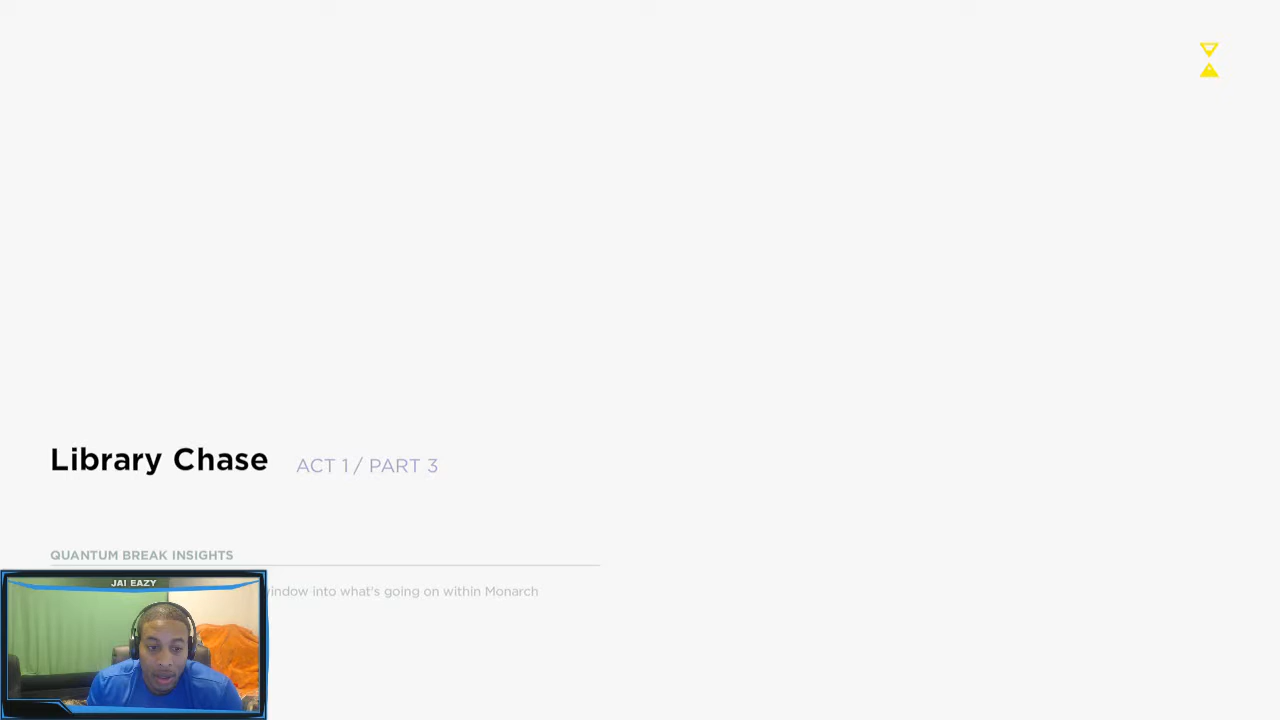 Library Chase ACT 1 / PART 3
QUANTUM BREAK INSIGHTS
window into what's going on within Monarch
JAI EAZY